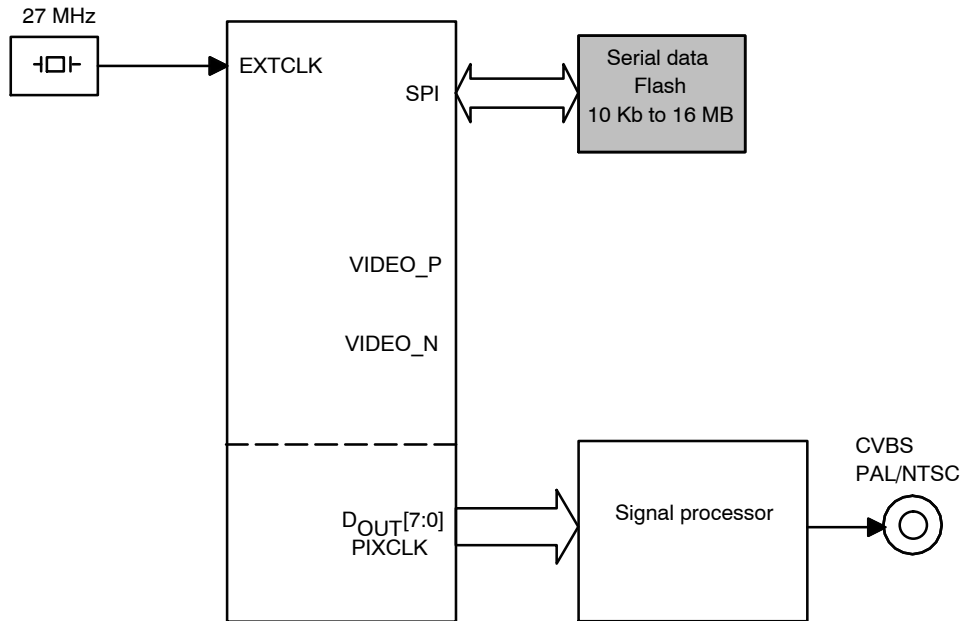 27 MHz
EXTCLK
SPI
Serial data
Flash
10 Kb to 16 MB
VIDEO_P
VIDEO_N
DOUT[7:0]
PIXCLK
Signal processor
CVBS
PAL/NTSC